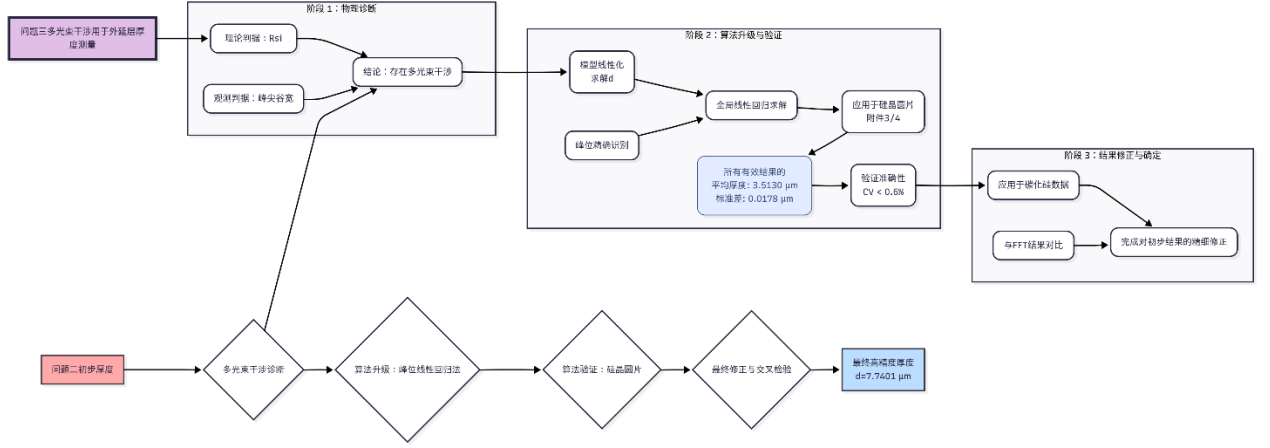 阶段 1：物理诊断
问题三多光束干涉用于外延层厚
度测量
理论判据：Rsi
观测判据：峰尖谷宽
结论：存在多光束干涉
阶段 2：算法升级与验证
模型线性化
求解d
峰位精确识别
全局线性回归求解
应用于硅晶圆片
附件3/4
所有有效结果的
平均厚度: 3.5130 μm
标准差: 0.0178 μm
验证准确性
CV < 0.6%
阶段 3：结果修正与确定
应用于碳化硅数据
与FFT结果对比
完成对初步结果的精细修正
问题二初步厚度
多光束干涉诊断
算法升级：峰位线性回归法
算法验证：硅晶圆片
最终修正与交叉检验
最终高精度厚度
d=7.7401 μm